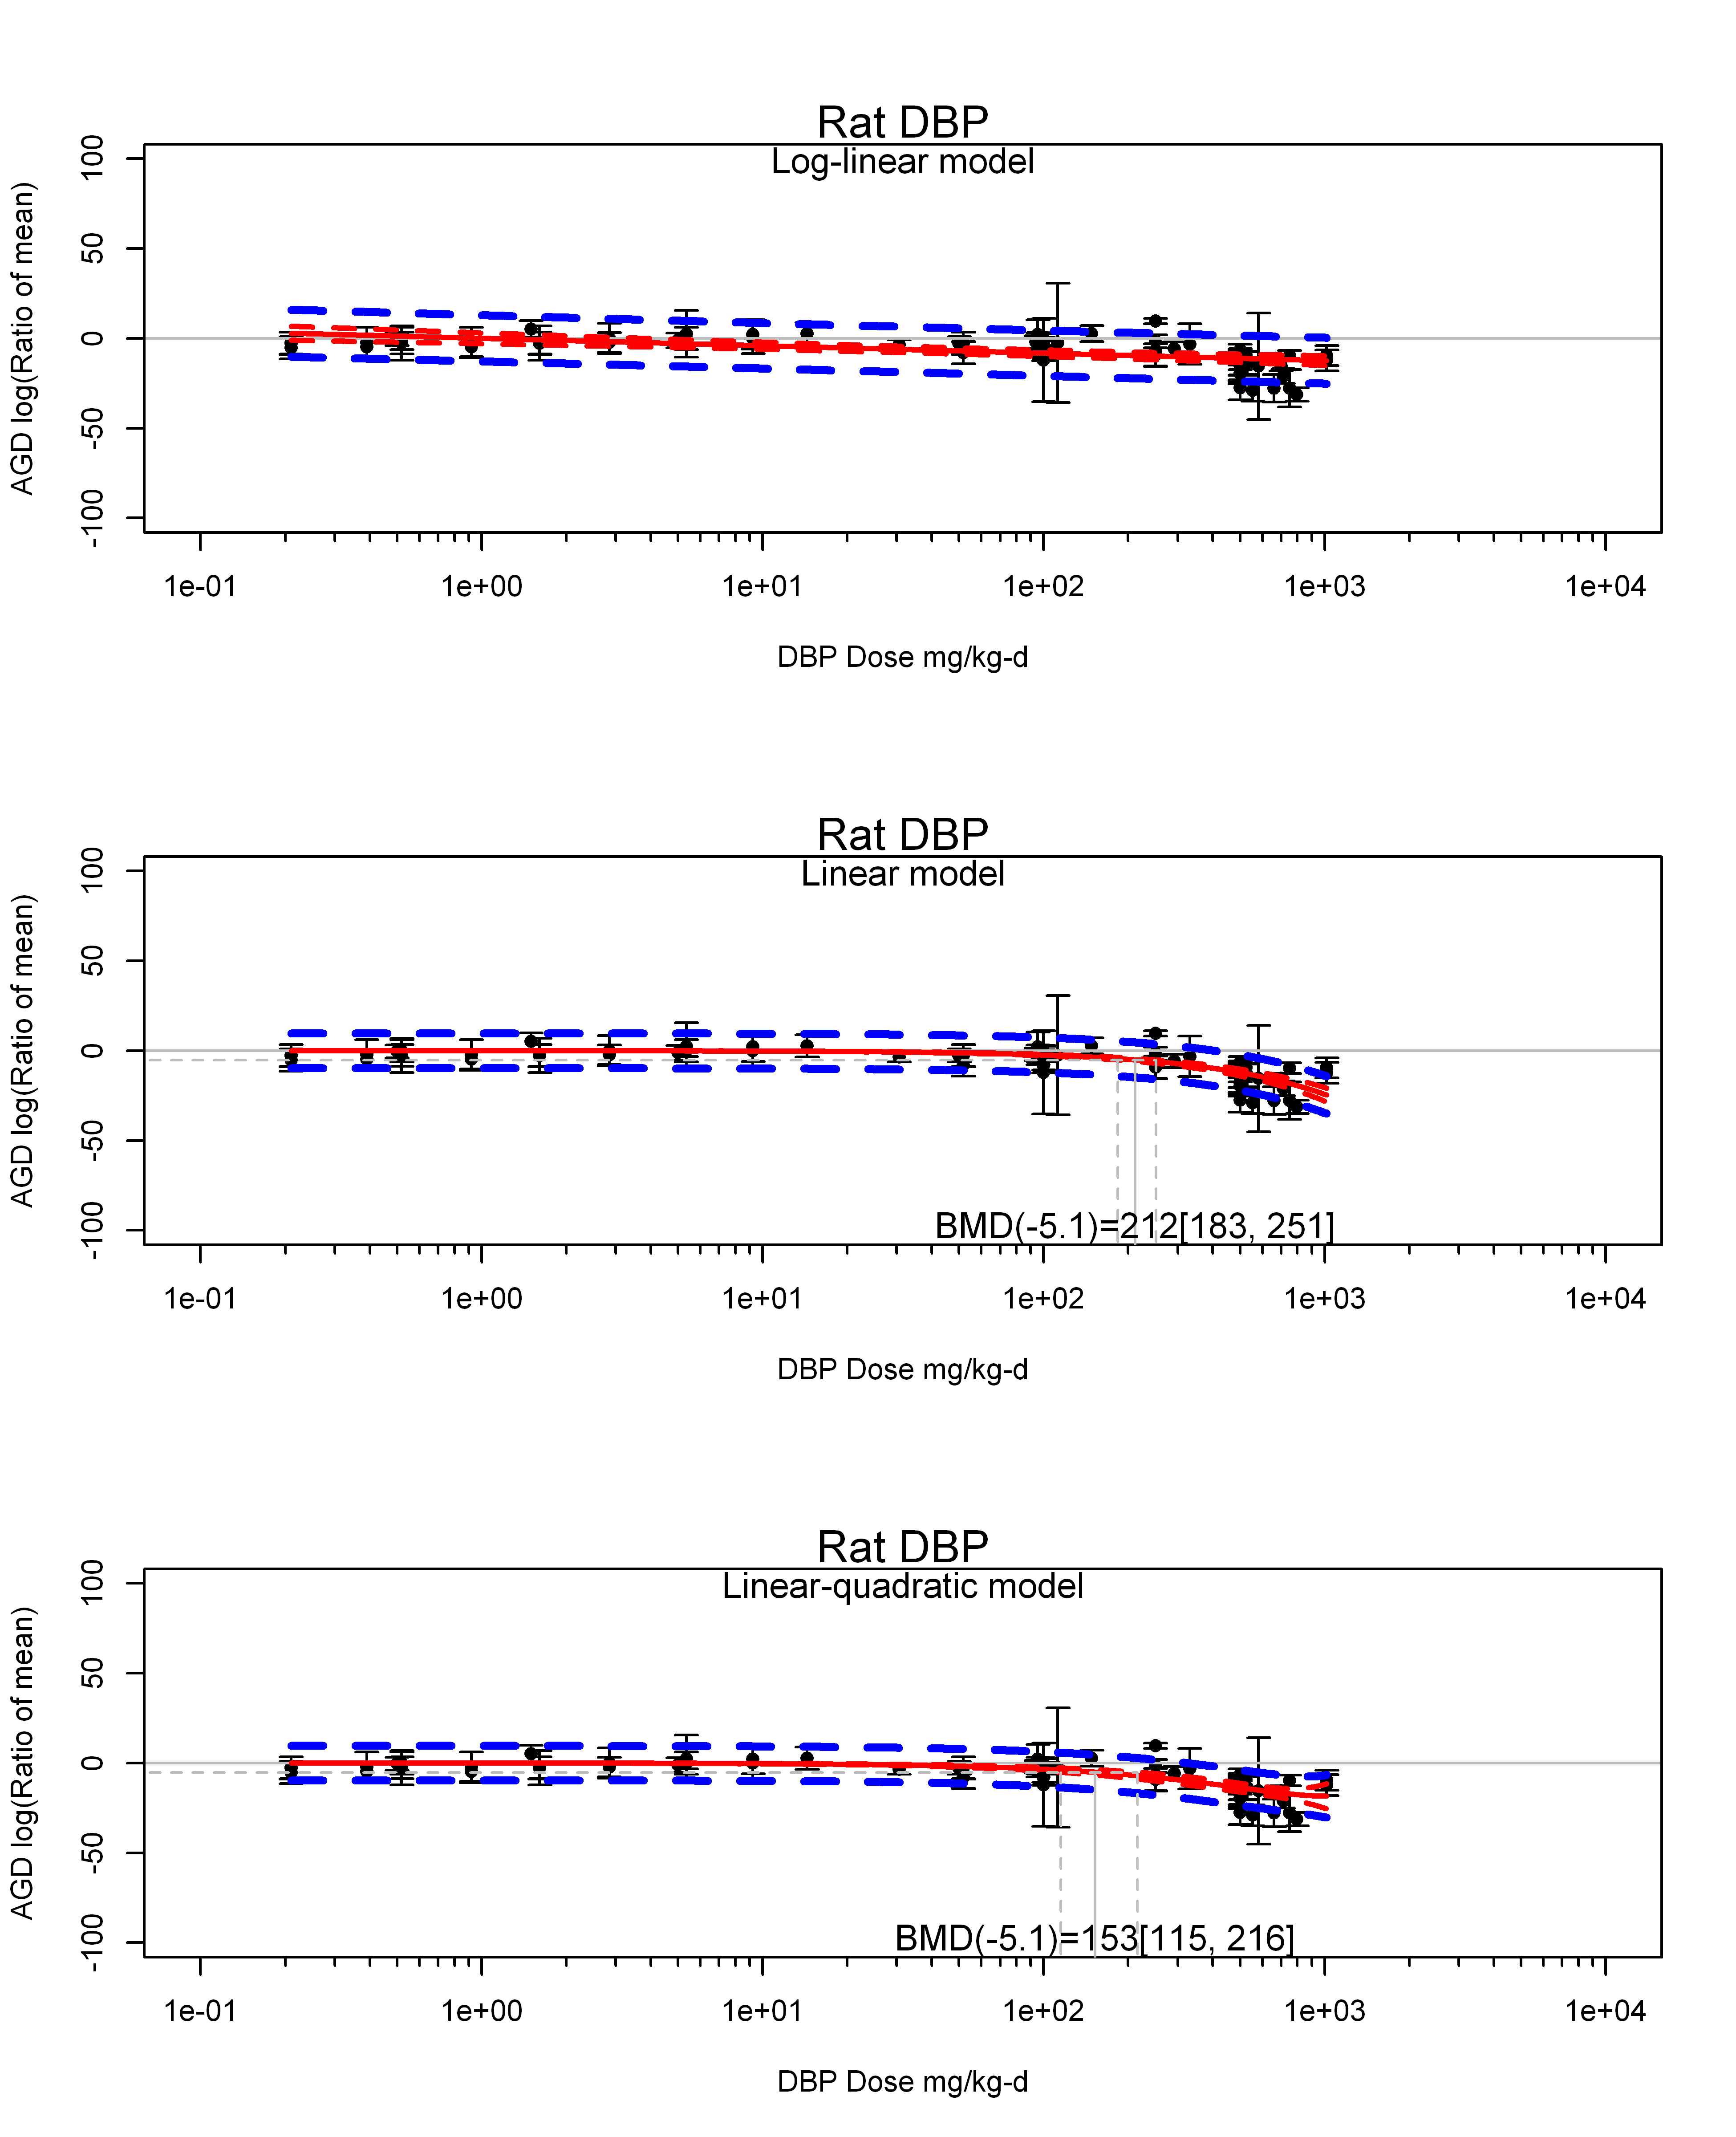 Rat DBP
Log-linear model
AGD log(Ratio of mean)
100
50
0
-50
-100
1e-01 1e+00 1e+01 1e+02 1e+03 1e+04
DBP Dose mg/kg-d
Rat DBP
Linear model
AGD log(Ratio of mean)
100
50
0
-50
-100
BMD(-5.1)=212[183, 251]
1e-01 1e+00 1e+01 1e+02 1e+03 1e+04
DBP Dose mg/kg-d
Rat DBP
Linear-quadratic model
AGD log(Ratio of mean)
100
50
0
-50
-100
BMD(-5.1)=153[115, 216]
1e-01 1e+00 1e+01 1e+02 1e+03 1e+04
DBP Dose mg/kg-d